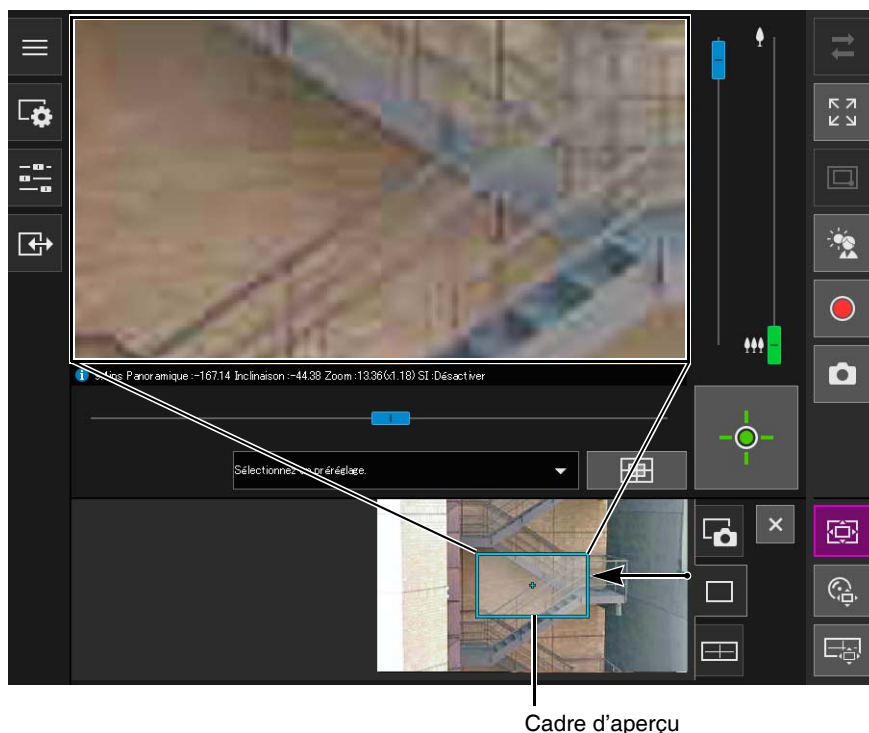 Panoramique :-167.14 Inclinaison :-44.38 Zoom :13.36(x1.18) SI :Désactiver
Sélectionnez un préréglage.
Cadre d'aperçu